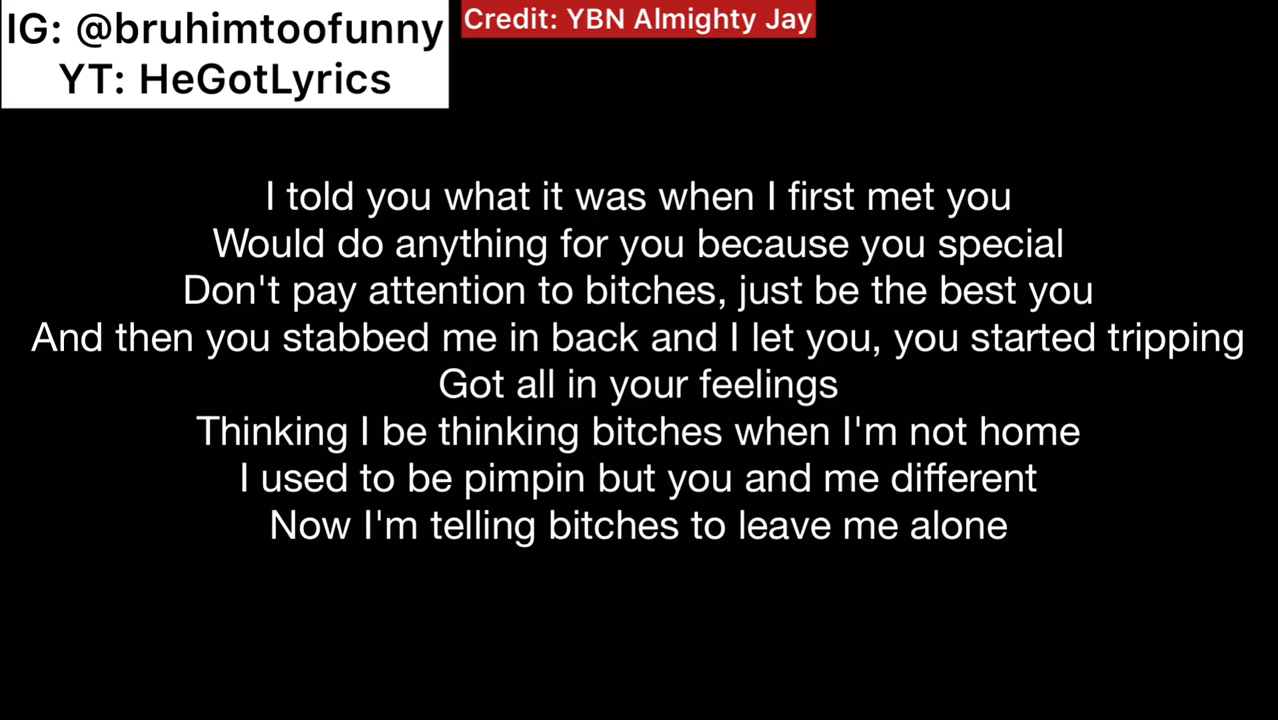 IG: @bruhimtoofunny
YT: HeGotLyrics
Credit: YBN Almighty Jay
I told you what it was when I first met you
Would do anything for you because you special
Don't pay attention to bitches, just be the best you
And then you stabbed me in back and I let you, you started tripping
Got all in your feelings
Thinking I be thinking bitches when I'm not home
I used to be pimpin but you and me different
Now I'm telling bitches to leave me alone